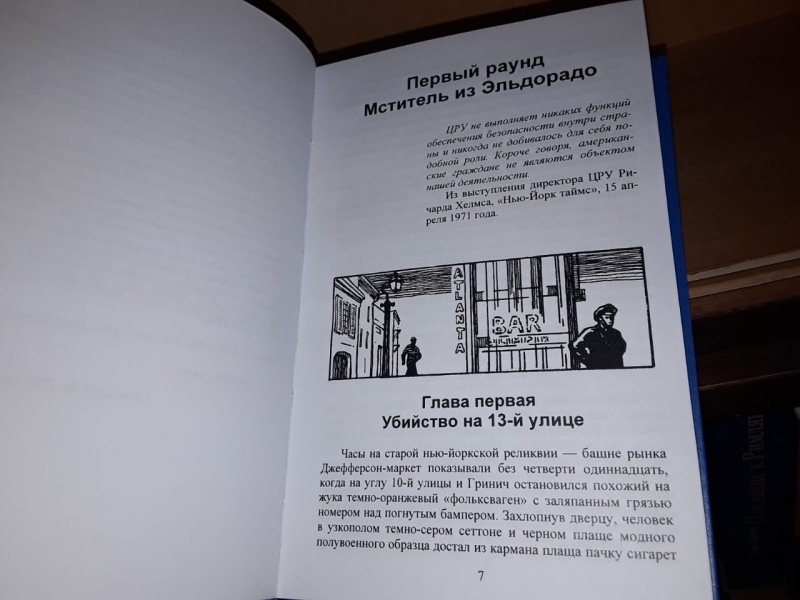 Первый раунд
Мститель из Эльдорадо
ЦРУ не выполняет никаких функций
обеспечения безопасности внутри стра-
ны и никогда не добивалось для себя по-
добной роли. Короче говоря, американ-
ские граждане не являются объектом
нашей деятельности.
Из выступления директора ЦРУ Ри-
чарда Хелмса, «Нью-Йорк таймс», 15 ап-
реля 1971 года.
ATLANTA
BAR
Глава первая
Убийство на 13-й улице
Часы на старой нью-йоркской реликвии — башне рынка
Джефферсон-маркет показывали без четверти одиннадцать,
когда на углу 10-й улицы и Гринич остановился похожий на
жука темно-оранжевый «фольксваген» с заляпанным грязью
номером над погнутым бампером. Захлопнув дверцу, человек
в узкополом темно-сером сеттоне и черном плаще модного
полувоенного образца достал из кармана плаща пачку сигарет
7